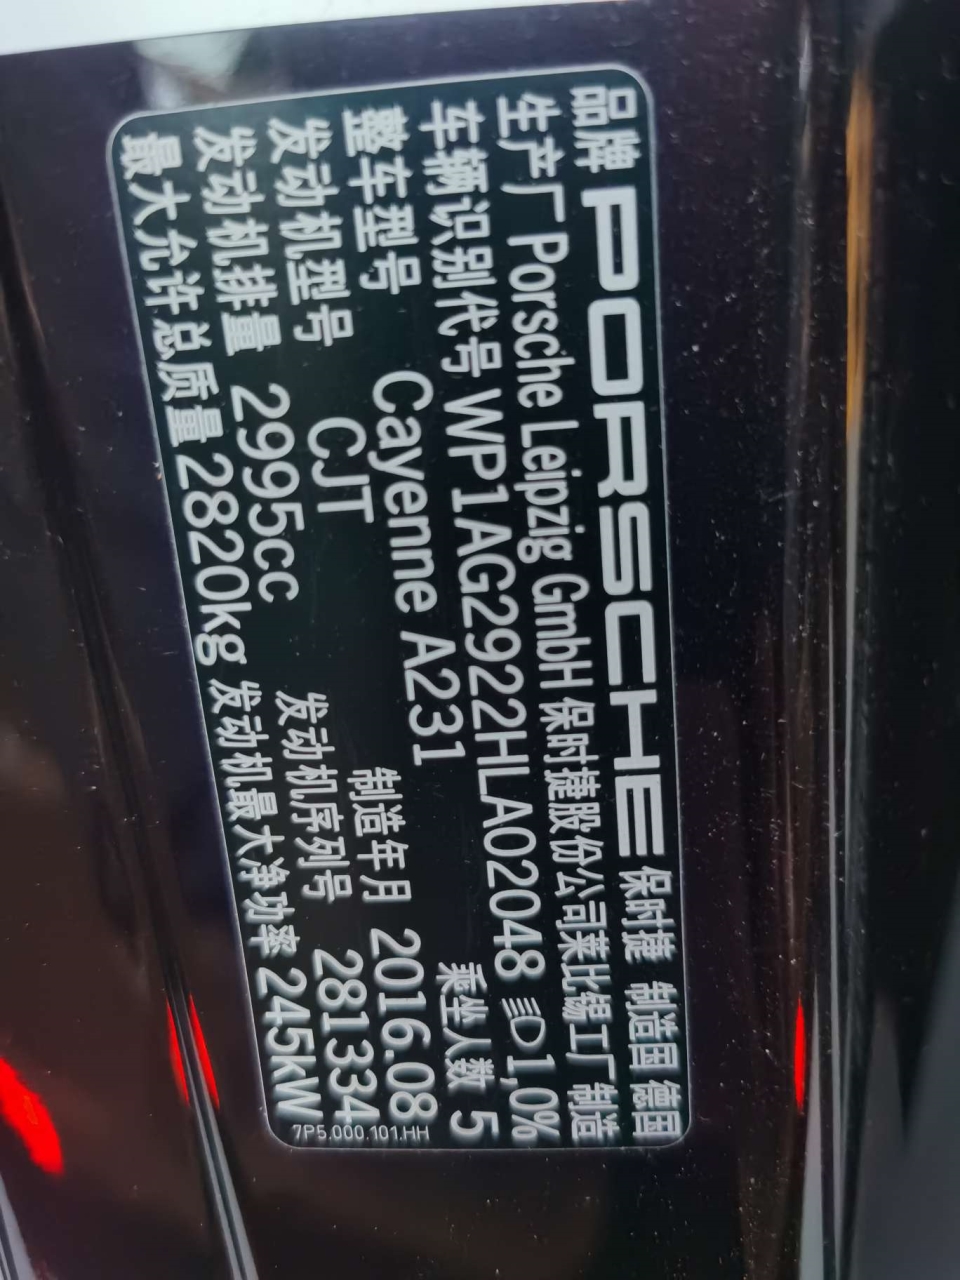 品牌 PORSCHE 保时捷 制造国 德国
生产厂 Porsche Leipzig GmbH 保时捷股份公司莱比锡工厂 制造
车辆识别代号 WP1AG2922HLA02048 1,0%
整车型号 Cayenne A231 乘坐人数 5
发动机型号 CJT 制造年月 2016.08
发动机排量 2995cc 发动机序列号 281334
最大允许总质量 2820kg 发动机最大净功率 245kW
7P5.000.101.HH